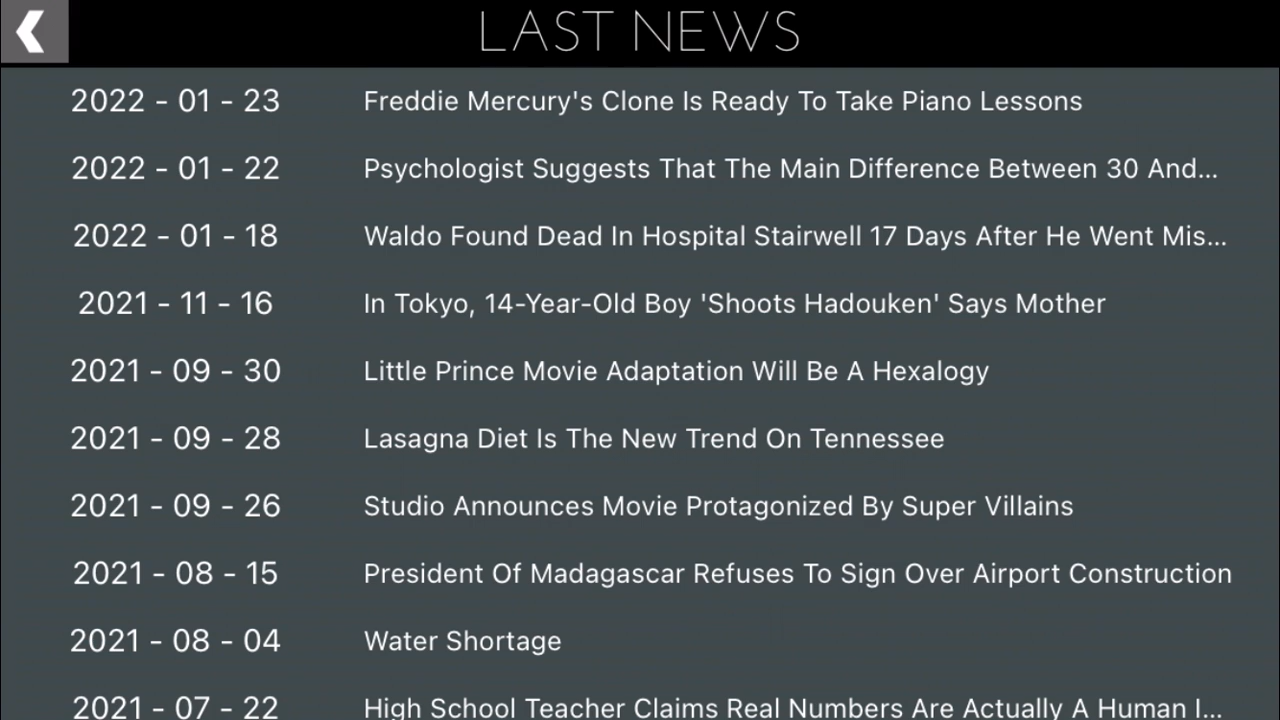 LAST NEWS
2022 - 01 - 23 Freddie Mercury's Clone Is Ready To Take Piano Lessons
2022 - 01 - 22 Psychologist Suggests That The Main Difference Between 30 And...
2022 - 01 - 18 Waldo Found Dead In Hospital Stairwell 17 Days After He Went Mis...
2021 - 11 - 16 In Tokyo, 14-Year-Old Boy 'Shoots Hadouken' Says Mother
2021 - 09 - 30 Little Prince Movie Adaptation Will Be A Hexalogy
2021 - 09 - 28 Lasagna Diet Is The New Trend On Tennessee
2021 - 09 - 26 Studio Announces Movie Protagonized By Super Villains
2021 - 08 - 15 President Of Madagascar Refuses To Sign Over Airport Construction
2021 - 08 - 04 Water Shortage
2021 - 07 - 22 High School Teacher Claims Real Numbers Are Actually A Human I...